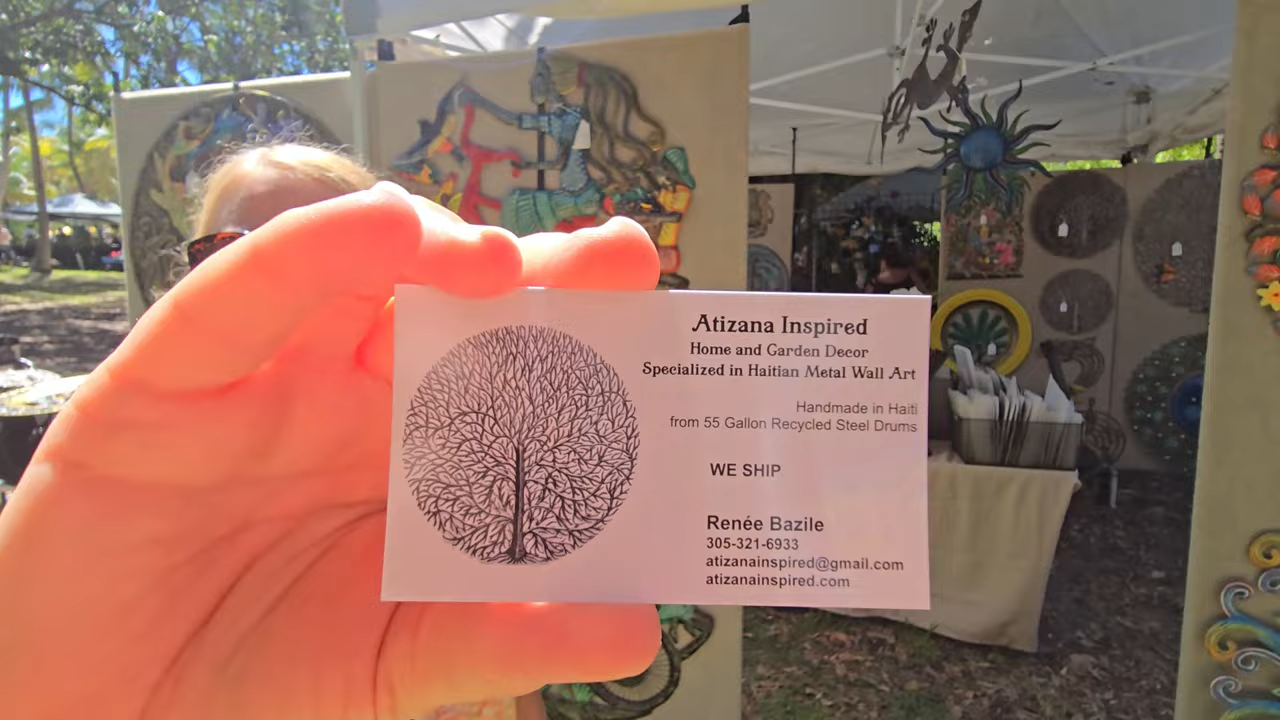 Atizana Inspired
Home and Garden Decor
Specialized in Haitian Metal Wall Art
Handmade in Haiti
from 55 Gallon Recycled Steel Drums
WE SHIP
Renée Bazile
305-321-6933
atizanainspired@gmail.com
atizanainspired.com